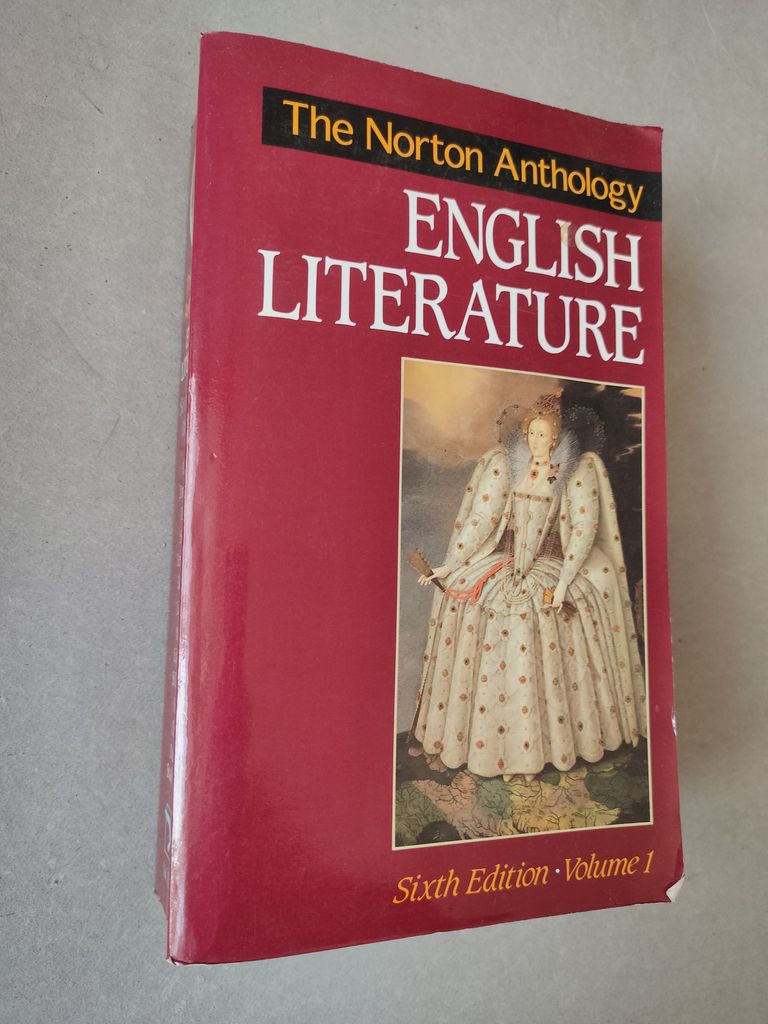 The Norton Anthology
ENGLISH
LITERATURE
Sixth Edition · Volume 1